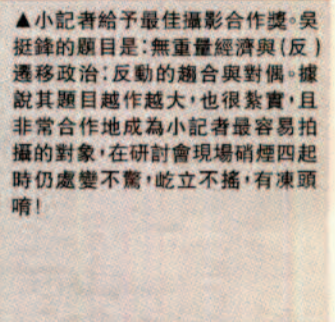 ▲小記者給予最佳攝影合作獎。吳
挺鋒的題目是：無重量經濟與（反）
遷移政治：反動的趨合與對偶。據
說其題目越作越大，也很紮實，且
非常合作地成為小記者最容易拍
攝的對象，在研討會現場硝煙四起
時仍處變不驚，屹立不搖，有凍頭
唷！